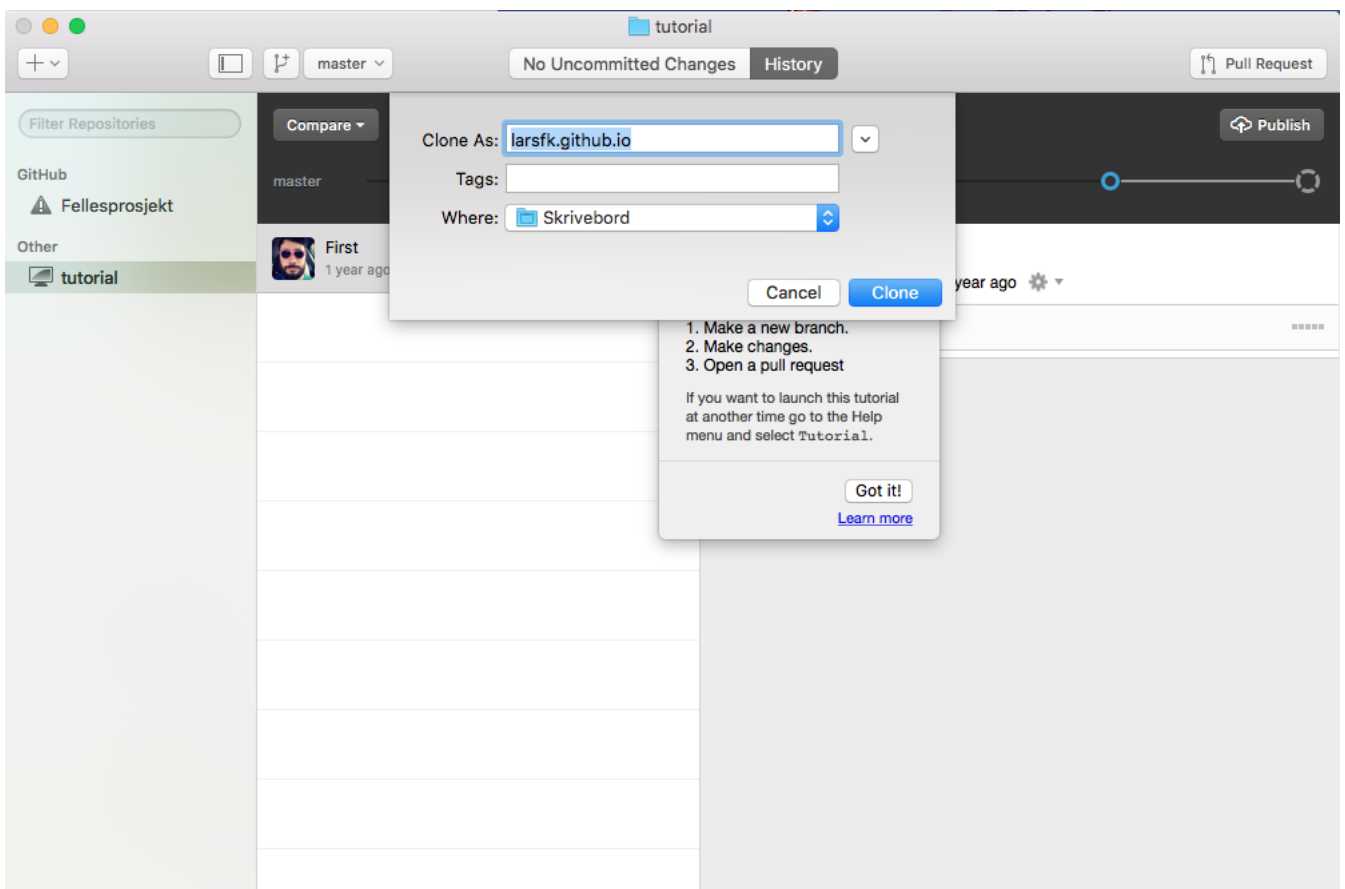 tutorial
master
No Uncommitted Changes
History
Pull Request
Filter Repositories
GitHub
Fellesprosjekt
Other
tutorial
Compare
Publish
master
Clone As: larsfk.github.io
Tags:
Where: Skrivebord
Cancel
Clone
First
1 year ago
year ago
1. Make a new branch.
2. Make changes.
3. Open a pull request
If you want to launch this tutorial
at another time go to the Help
menu and select Tutorial.
Got it!
Learn more